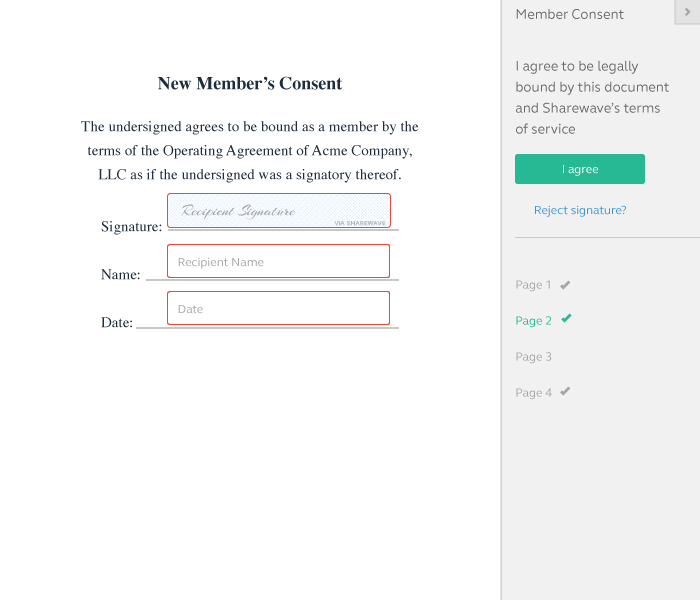 New Member’s Consent
The undersigned agrees to be bound as a member by the
terms of the Operating Agreement of Acme Company,
LLC as if the undersigned was a signatory thereof.
Signature: Recipient Signature
VIA SHAREWAVE
Name: Recipient Name
Date: Date
Member Consent
I agree to be legally
bound by this document
and Sharewave’s terms
of service
I agree
Reject signature?
Page 1
Page 2
Page 3
Page 4